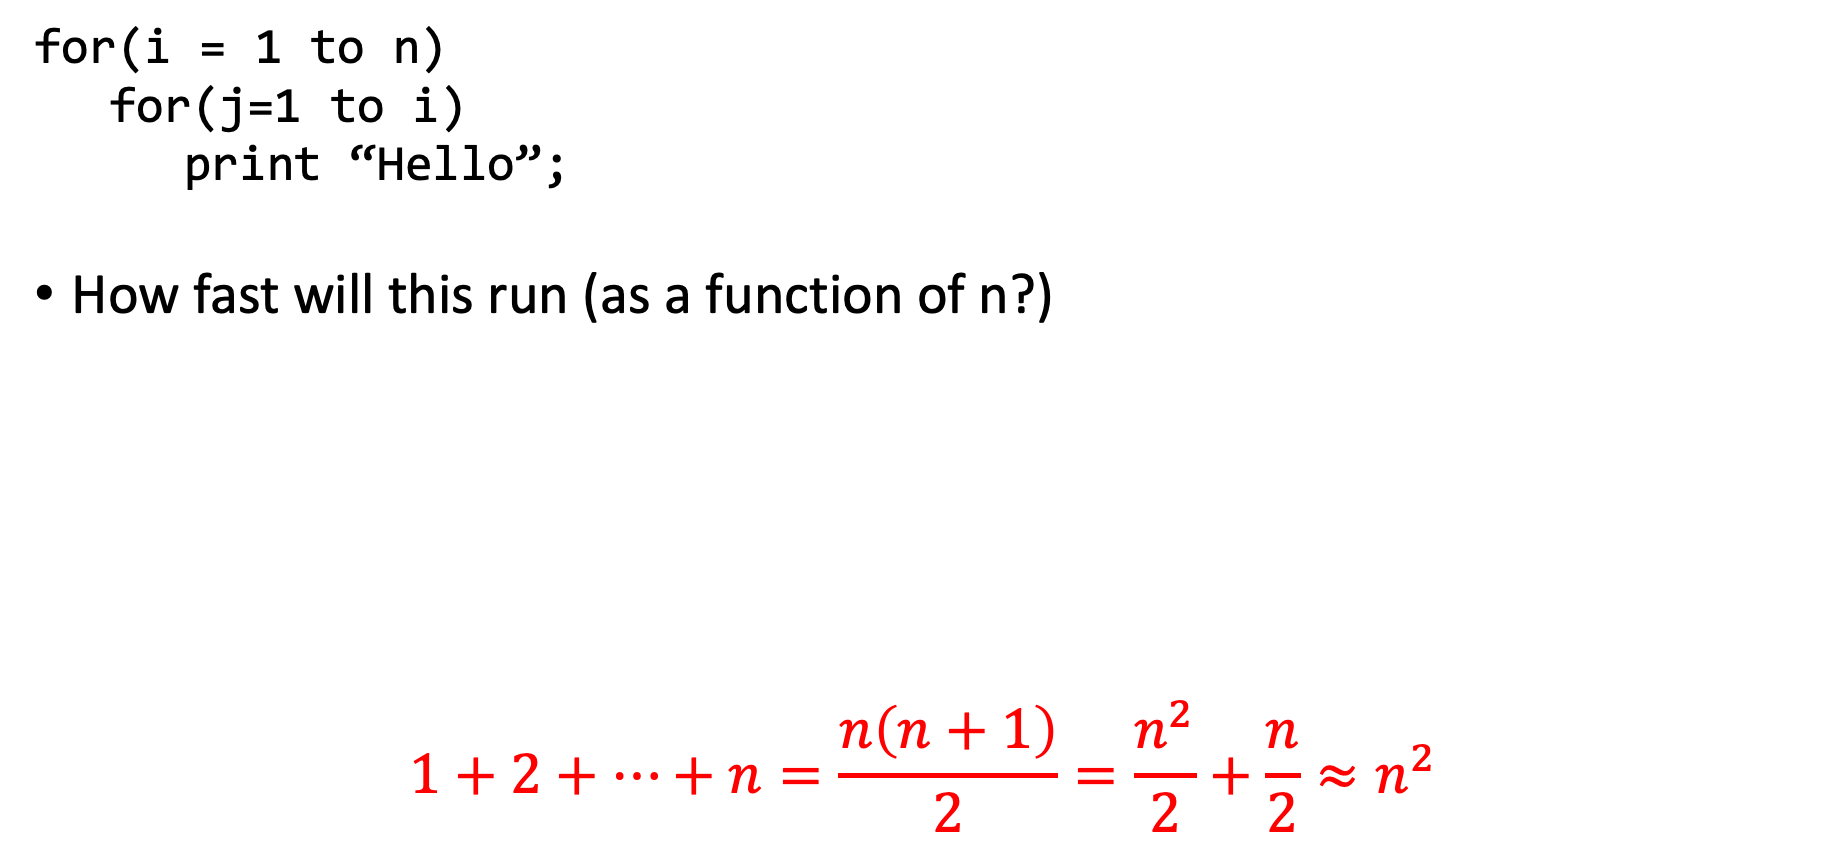 for(i = 1 to n)
for(j=1 to i)
print “Hello”;
• How fast will this run (as a function of n?)
1 + 2 + ⋯ + n = n(n + 1)/2 = n²/2 + n/2 ≈ n²